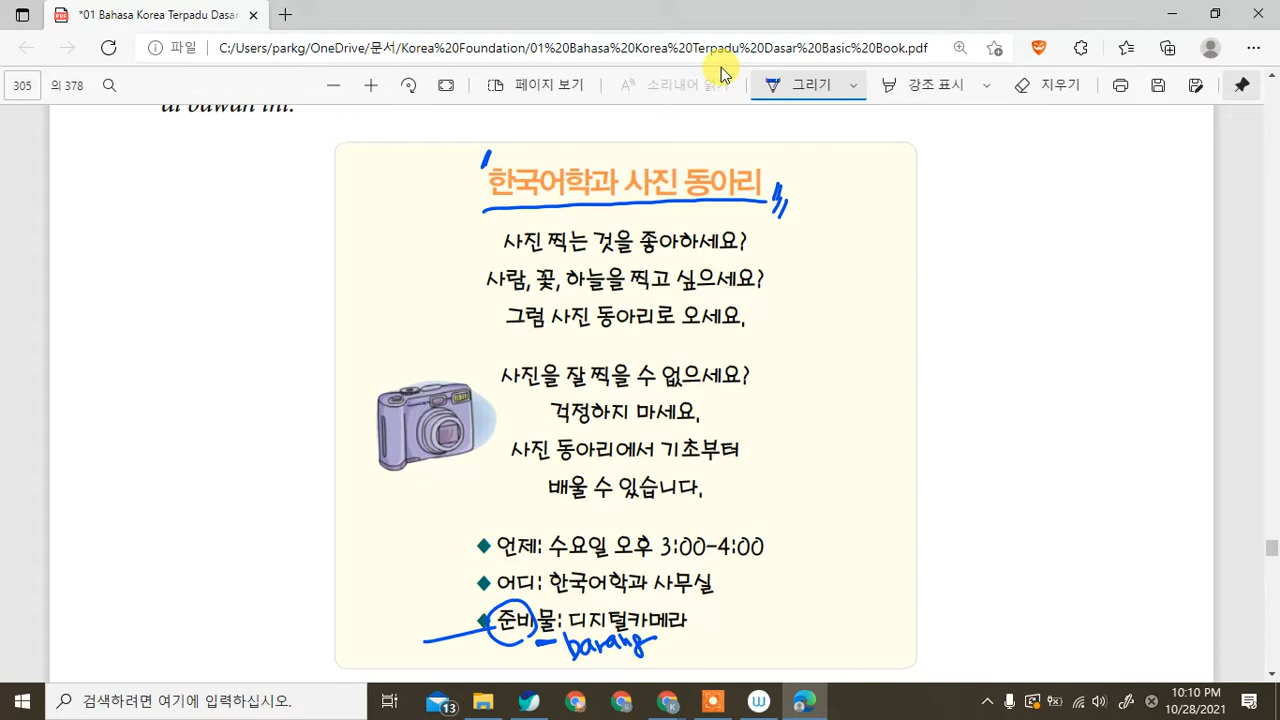 *01 Bahasa Korea Terpadu Dasar
파일 C:/Users/parkg/OneDrive/문서/Korea%20Foundation/01%20Bahasa%20Korea%20Terpadu%20Dasar%20Basic%20Book.pdf
305 의 378 페이지 보기 소리내어 읽기 그리기 강조 표시 지우기
di bawah ini.
한국어학과 사진 동아리
사진 찍는 것을 좋아하세요?
사람, 꽃, 하늘을 찍고 싶으세요?
그럼 사진 동아리로 오세요.
사진을 잘 찍을 수 없으세요?
걱정하지 마세요.
사진 동아리에서 기초부터
배울 수 있습니다.
언제: 수요일 오후 3:00-4:00
어디: 한국어학과 사무실
준비물: 디지털카메라
barang
검색하려면 여기에 입력하십시오.
13
10:10 PM
10/28/2021